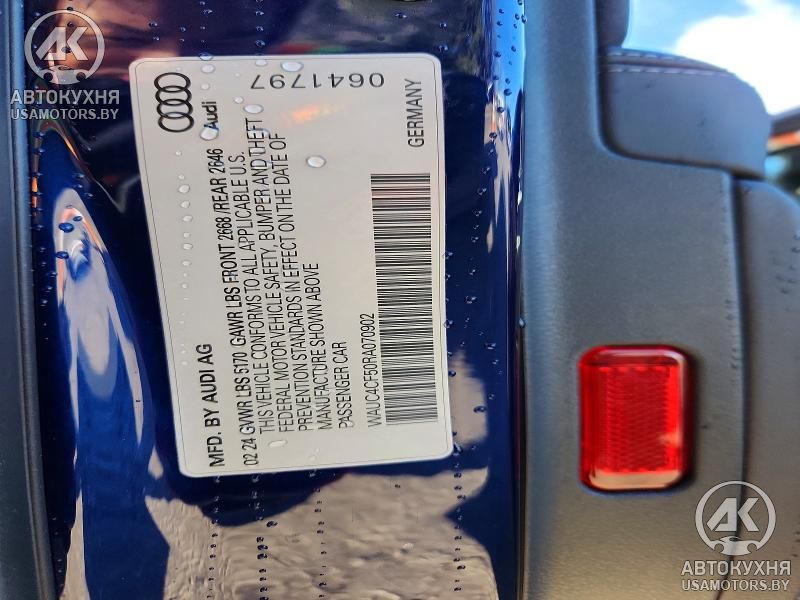 MFD. BY AUDI AG
02 24 GVWR LBS 5170 GAWR LBS FRONT 2668 /REAR 2646
THIS VEHICLE CONFORMS TO ALL APPLICABLE U.S.
FEDERAL MOTOR VEHICLE SAFETY, BUMPER AND THEFT
PREVENTION STANDARDS IN EFFECT ON THE DATE OF
MANUFACTURE SHOWN ABOVE
PASSENGER CAR
WAUC4CF50RA070902
Audi
0641797
GERMANY
АК
АВТОКУХНЯ
USAMOTORS.BY
АК
АВТОКУХНЯ
USAMOTORS.BY